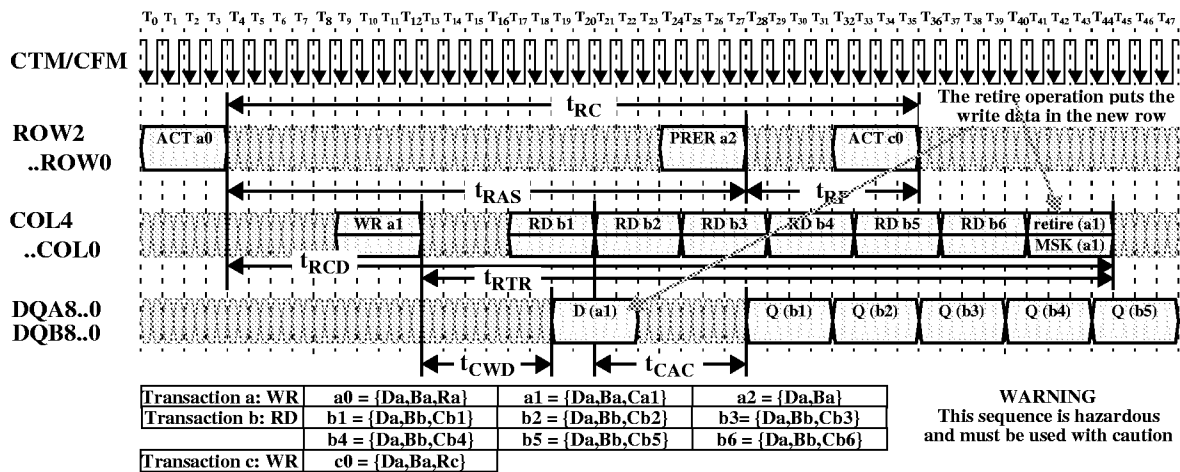 T0 T1 T2 T3 T4 T5 T6 T7 T8 T9 T10 T11 T12 T13 T14 T15 T16 T17 T18 T19 T20 T21 T22 T23 T24 T25 T26 T27 T28 T29 T30 T31 T32 T33 T34 T35 T36 T37 T38 T39 T40 T41 T42 T43 T44 T45 T46 T47
CTM/CFM
tRC
The retire operation puts the
write data in the new row
ROW2
..ROW0
ACT a0 PRER a2 ACT c0
tRAS tRP
COL4
..COL0
WR a1 RD b1 RD b2 RD b3 RD b4 RD b5 RD b6 retire (a1)
MSK (a1)
tRCD
tRTR
DQA8..0
DQB8..0
D (a1) Q (b1) Q (b2) Q (b3) Q (b4) Q (b5)
tCWD tCAC
Transaction a: WR a0 = {Da,Ba,Ra} a1 = {Da,Ba,Ca1} a2 = {Da,Ba}
Transaction b: RD b1 = {Da,Bb,Cb1} b2 = {Da,Bb,Cb2} b3= {Da,Bb,Cb3}
b4 = {Da,Bb,Cb4} b5 = {Da,Bb,Cb5} b6 = {Da,Bb,Cb6}
Transaction c: WR c0 = {Da,Ba,Rc}
WARNING
This sequence is hazardous
and must be used with caution